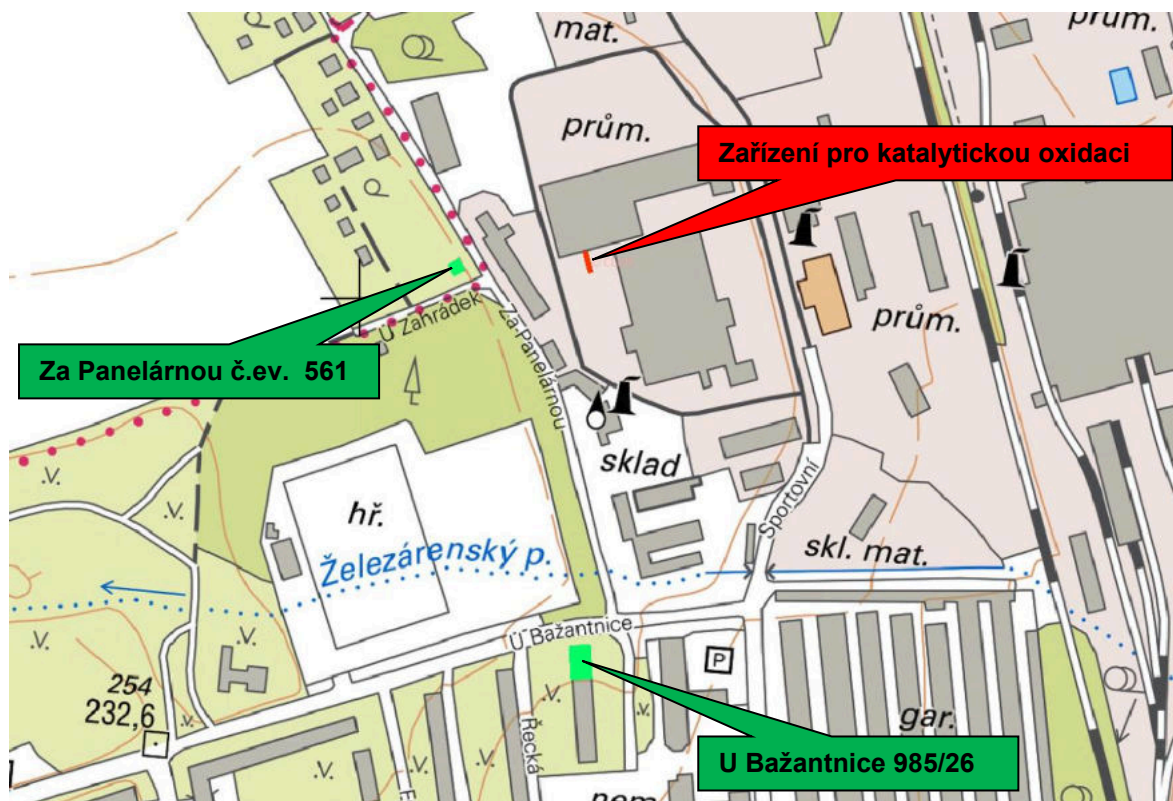 mat.
prům.
prům.
Zařízení pro katalytickou oxidaci
U Zahrádek
Za Panelárnou
prům.
Za Panelárnou č.ev. 561
sklad
Sportovní
hř.
skl. mat.
Železárenský p.
U Bažantnice
P
254
232,6
Řecká
gar.
U Bažantnice 985/26